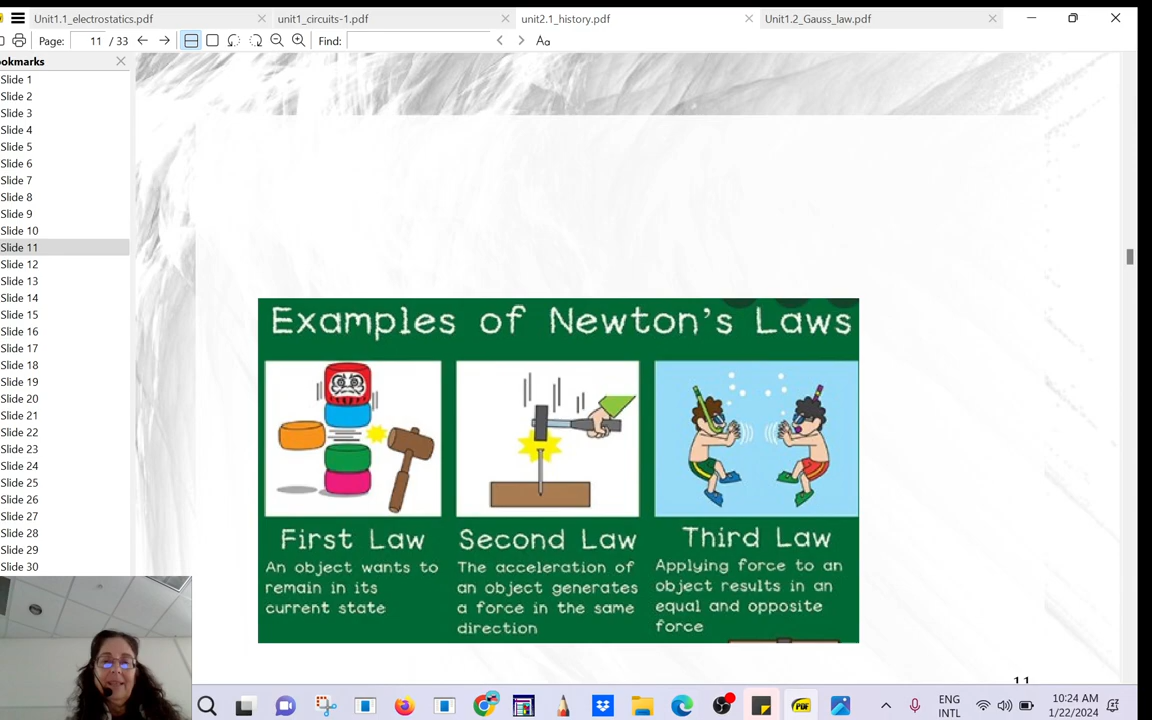 Unit1.1_electrostatics.pdf
unit1_circuits-1.pdf
unit2.1_history.pdf
Unit1.2_Gauss_law.pdf
Page: 11 / 33
Find:
Aa
okmarks
Slide 1
Slide 2
Slide 3
Slide 4
Slide 5
Slide 6
Slide 7
Slide 8
Slide 9
Slide 10
Slide 11
Slide 12
Slide 13
Slide 14
Slide 15
Slide 16
Slide 17
Slide 18
Slide 19
Slide 20
Slide 21
Slide 22
Slide 23
Slide 24
Slide 25
Slide 26
Slide 27
Slide 28
Slide 29
Slide 30
Examples of Newton's Laws
First Law
An object wants to
remain in its
current state
Second Law
The acceleration of
an object generates
a force in the same
direction
Third Law
Applying force to an
object results in an
equal and opposite
force
11
PDF
ENG
INTL
10:24 AM
1/22/2024